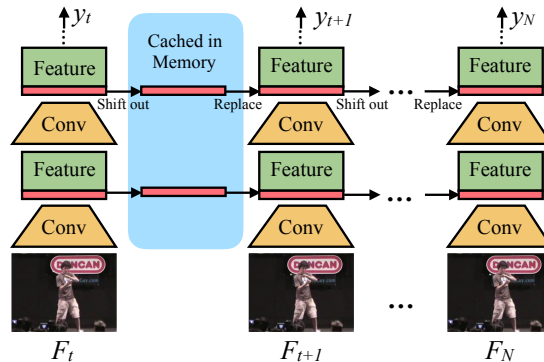 y_t y_{t+1} y_N
Cached in
Memory
Feature Feature Feature
Shift out Replace Shift out ... Replace
Conv Conv Conv
Feature Feature Feature
...
Conv Conv Conv
DUNCAN DUNCAN DUNCAN
...
F_t F_{t+1} F_N